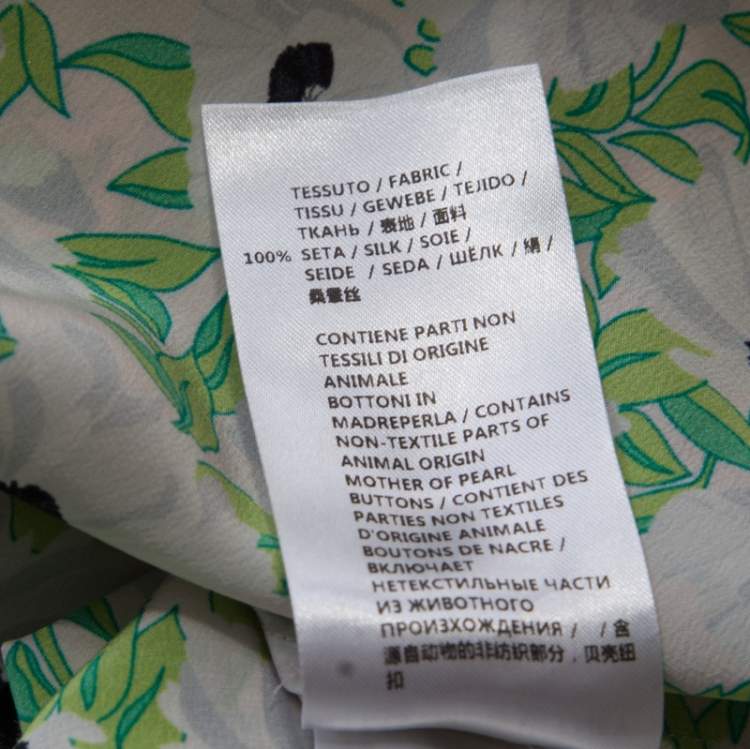 TESSUTO / FABRIC /
TISSU / GEWEBE / TEJIDO /
ТКАНЬ / 表地 / 面料
100% SETA / SILK / SOIE /
SEIDE / SEDA / ШЁЛК / 絹 /
桑蠶丝
CONTIENE PARTI NON
TESSILI DI ORIGINE
ANIMALE
BOTTONI IN
MADREPERLA / CONTAINS
NON-TEXTILE PARTS OF
ANIMAL ORIGIN
MOTHER OF PEARL
BUTTONS / CONTIENT DES
PARTIES NON TEXTILES
D'ORIGINE ANIMALE
BOUTONS DE NACRE /
ВКЛЮЧАЕТ
НЕТЕКСТИЛЬНЫЕ ЧАСТИ
ИЗ ЖИВОТНОГО
ПРОИЗХОЖДЕНИЯ / / 含
源自动物的非纺织部分，贝壳纽
扣